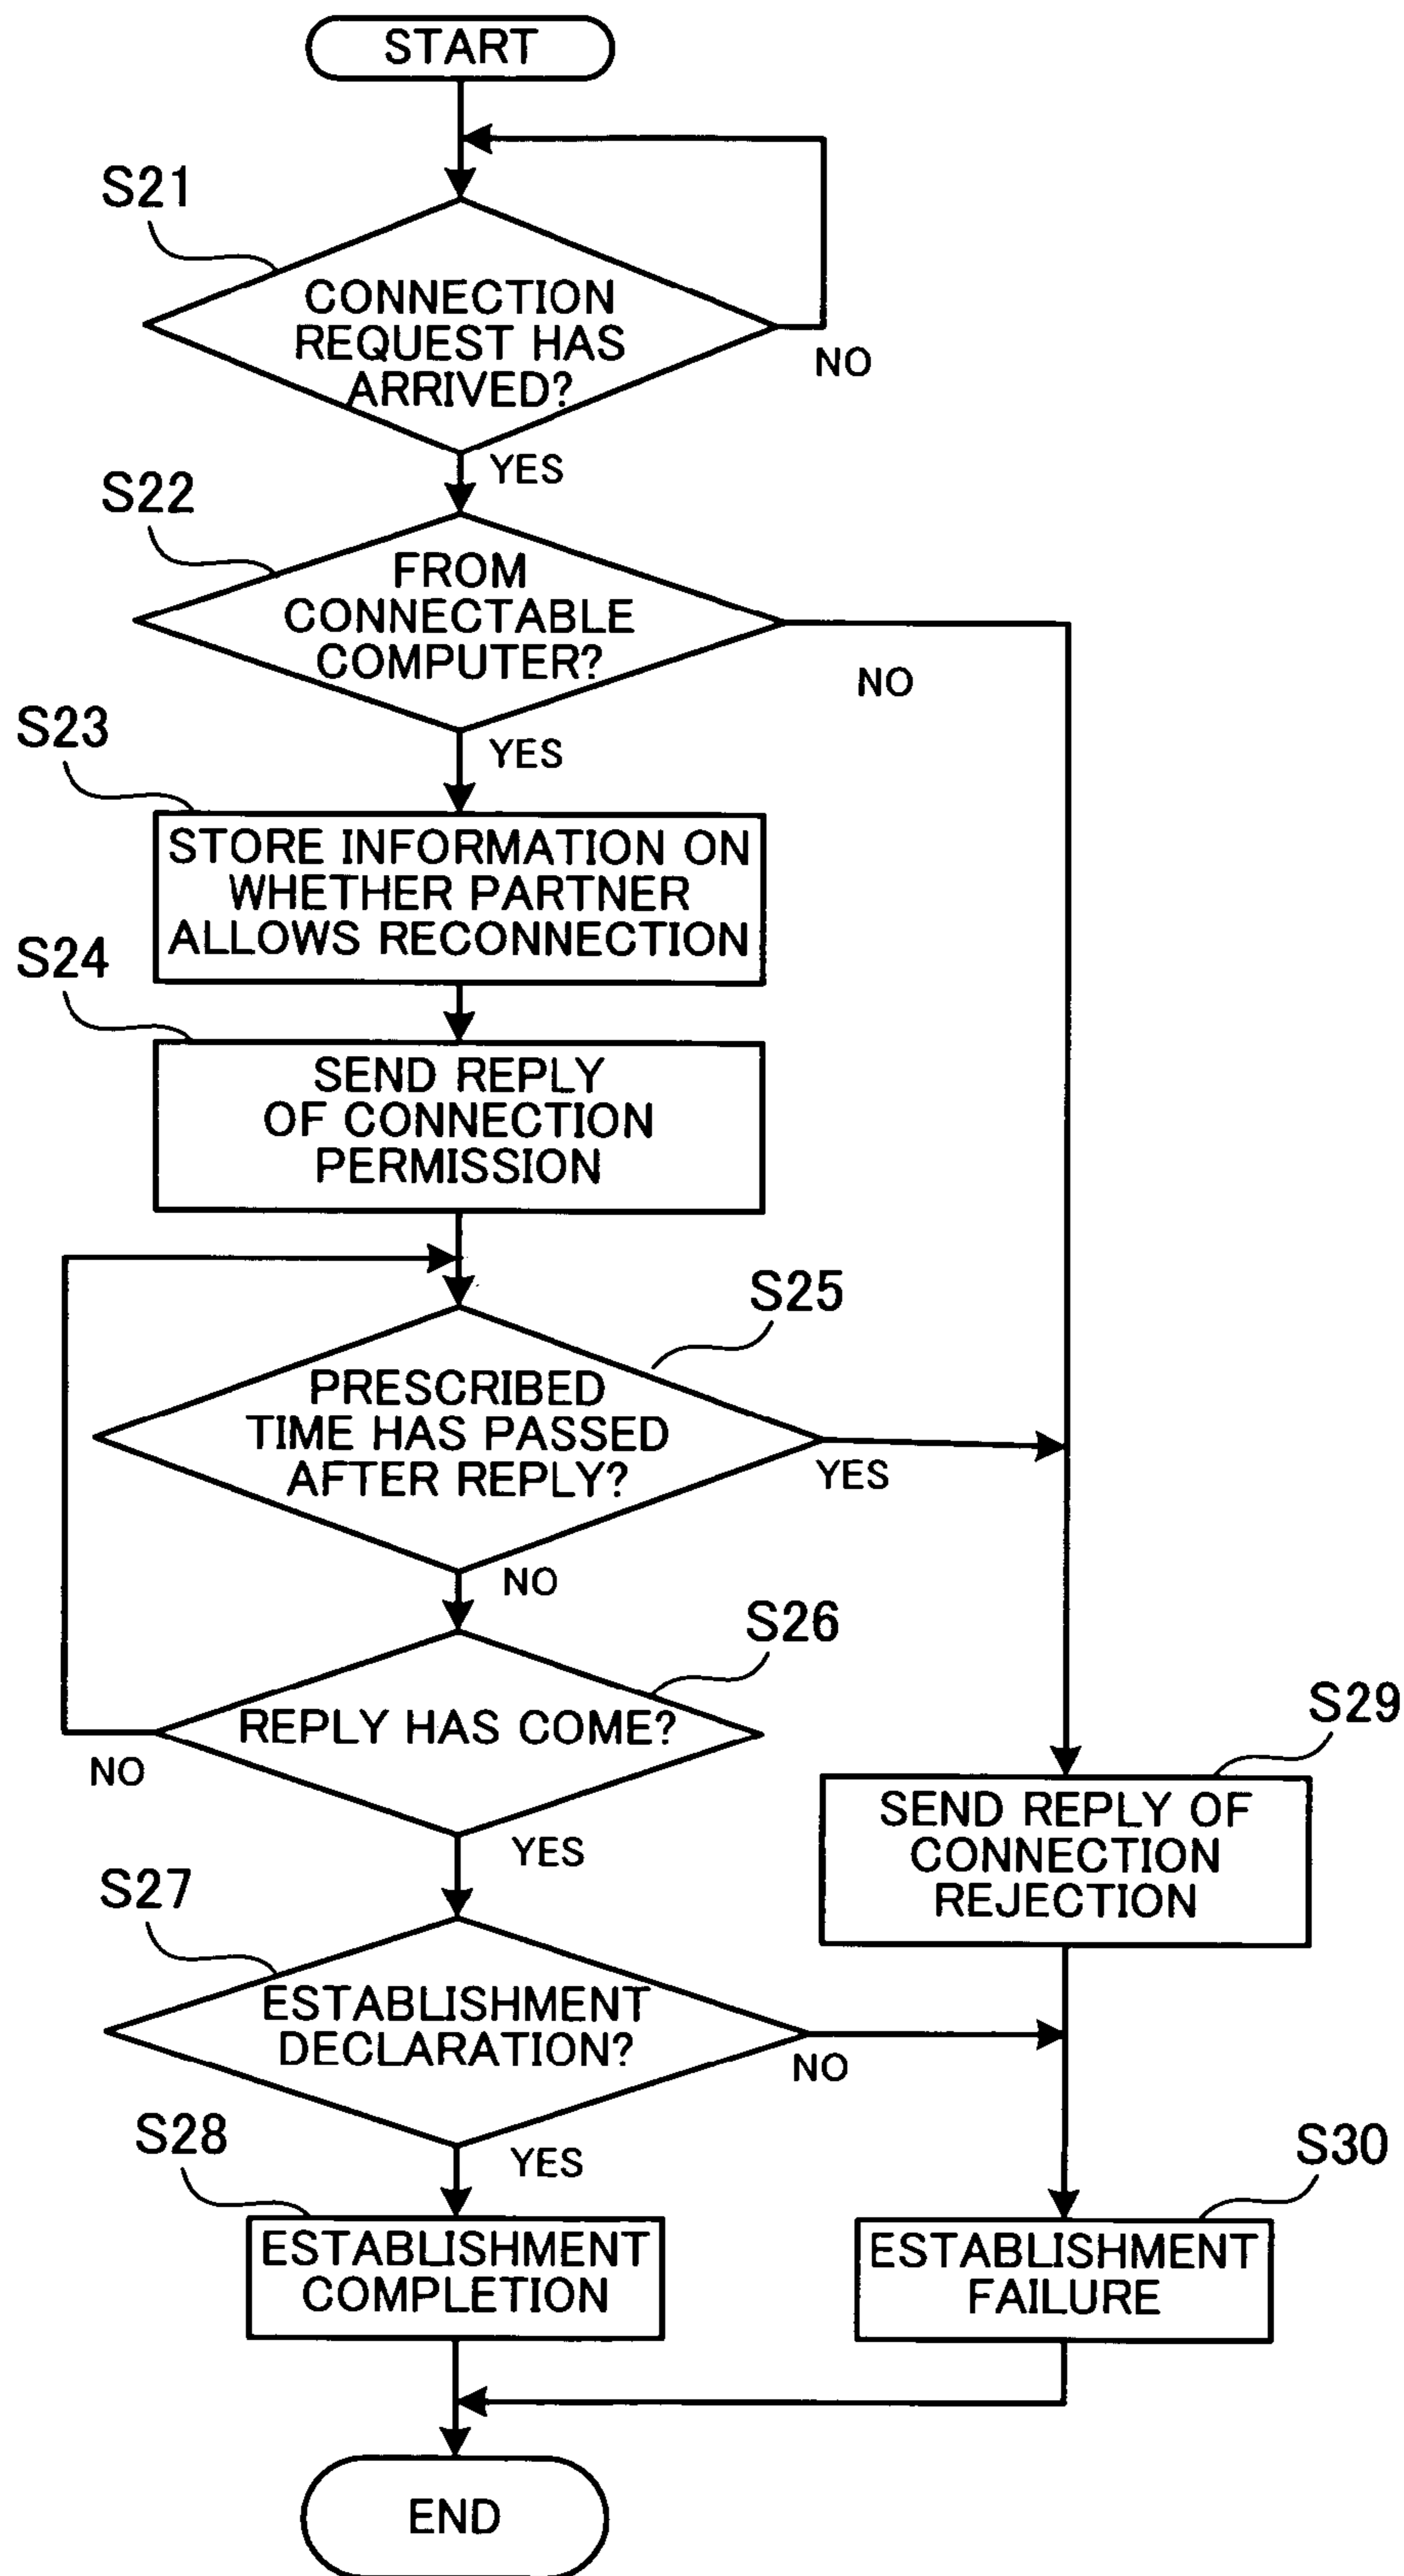 START
S21
CONNECTION
REQUEST HAS
ARRIVED?
NO
YES
S22
FROM
CONNECTABLE
COMPUTER?
NO
YES
S23
STORE INFORMATION ON
WHETHER PARTNER
ALLOWS RECONNECTION
S24
SEND REPLY
OF CONNECTION
PERMISSION
S25
PRESCRIBED
TIME HAS PASSED
AFTER REPLY?
YES
NO
S26
REPLY HAS COME?
NO
YES
S29
SEND REPLY OF
CONNECTION
REJECTION
S27
ESTABLISHMENT
DECLARATION?
NO
YES
S28
ESTABLISHMENT
COMPLETION
S30
ESTABLISHMENT
FAILURE
END